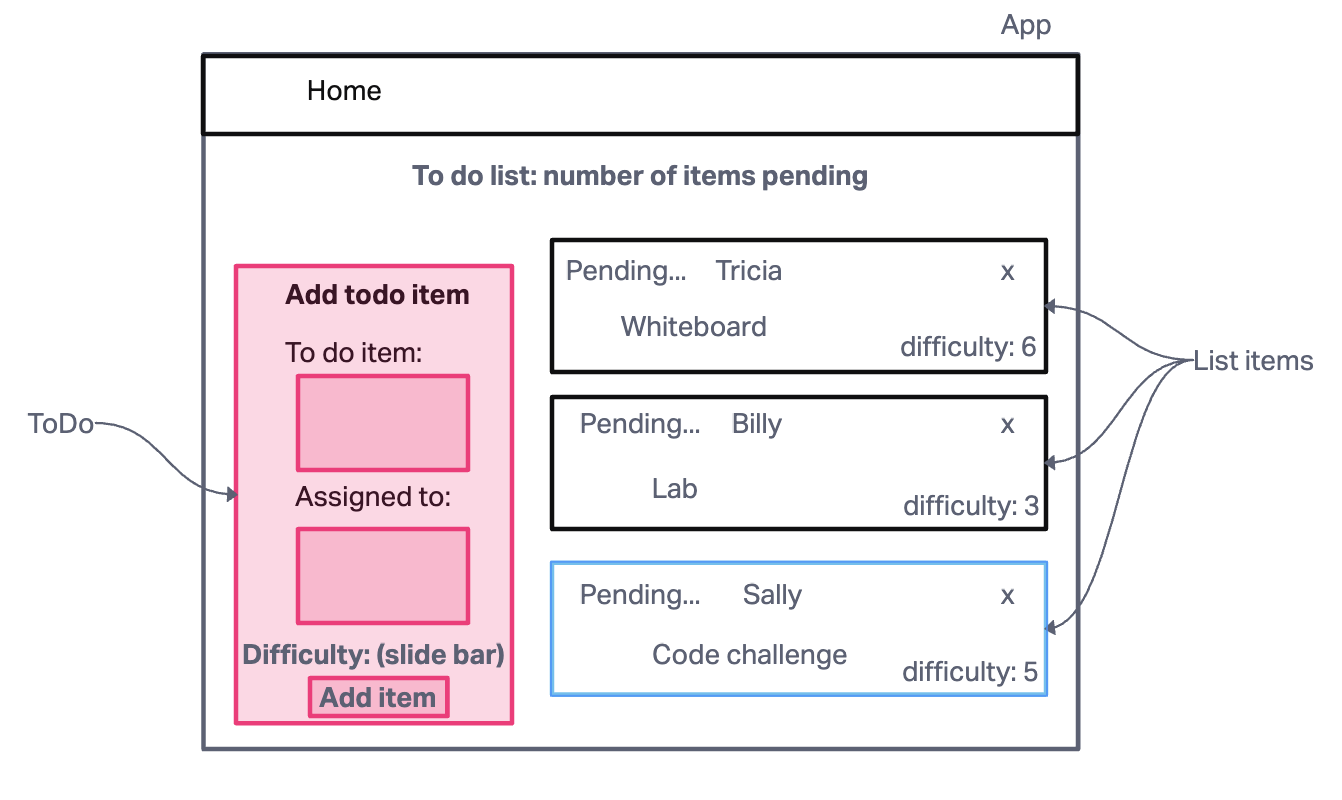 App
Home
To do list: number of items pending
ToDo
Add todo item
To do item:
Assigned to:
Difficulty: (slide bar)
Add item
Pending... Tricia x
Whiteboard
difficulty: 6
Pending... Billy x
Lab
difficulty: 3
Pending... Sally x
Code challenge
difficulty: 5
List items